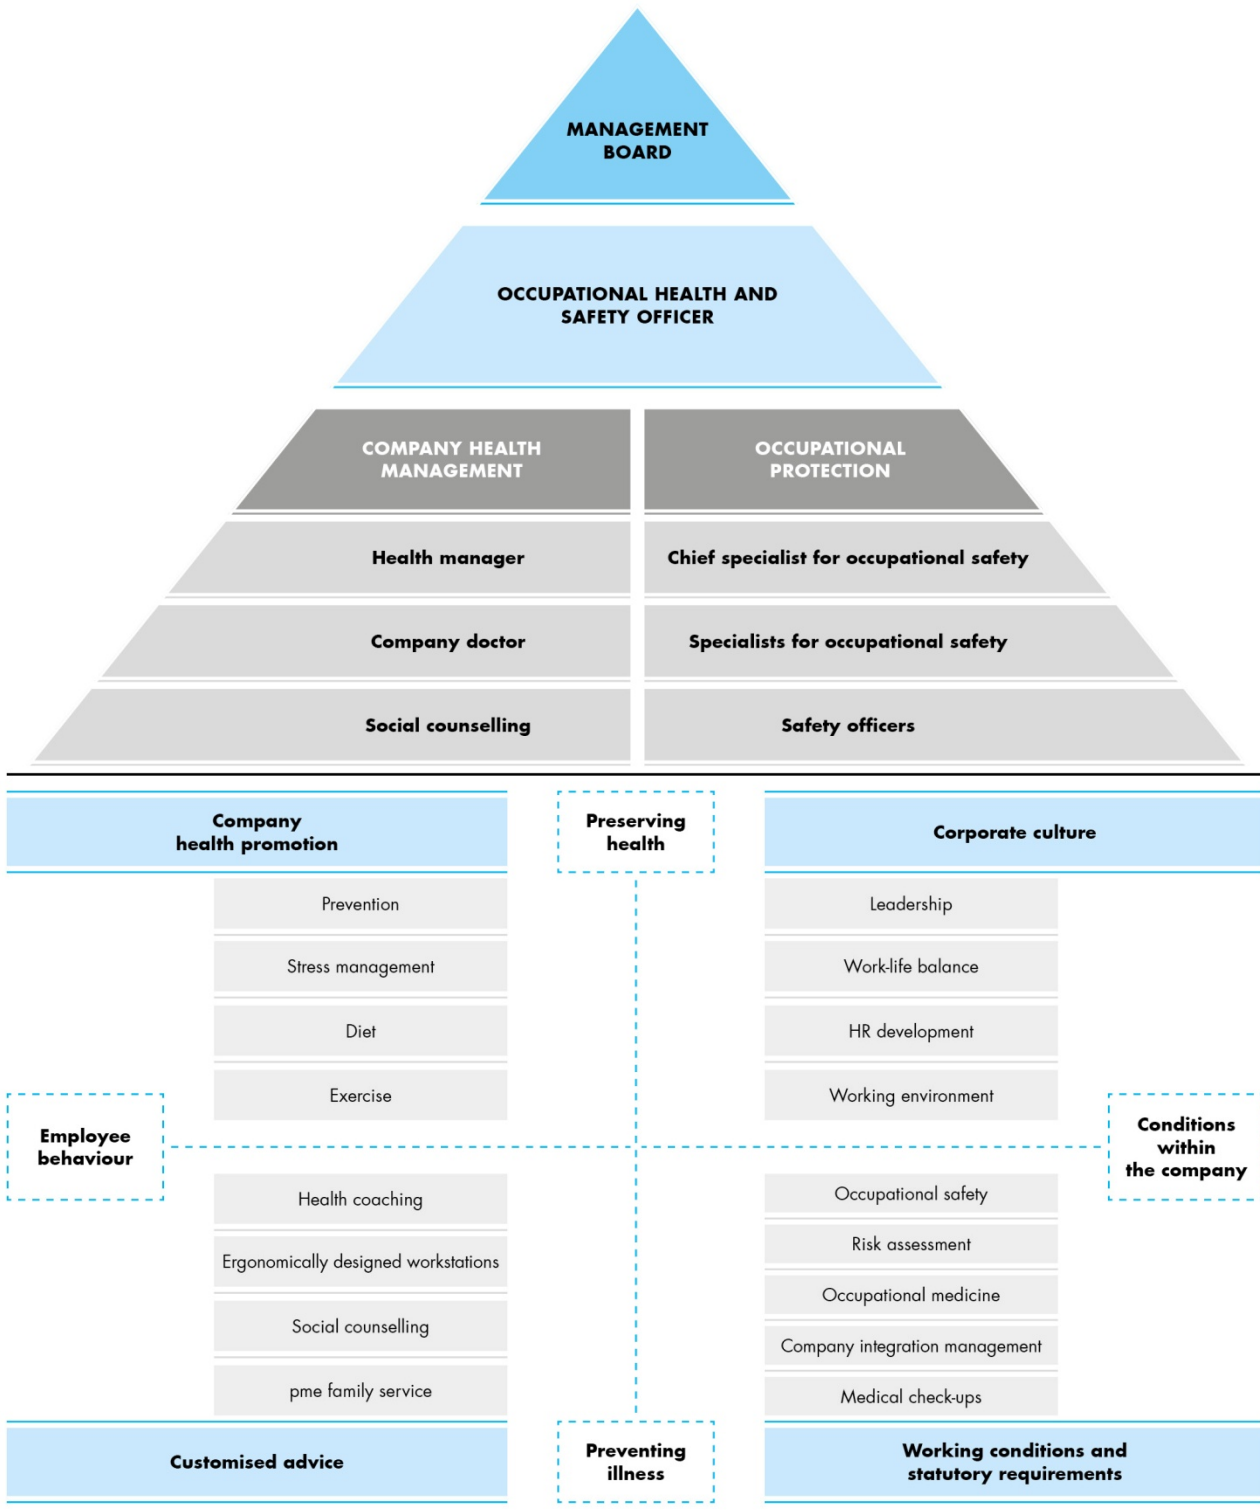 MANAGEMENT
BOARD
OCCUPATIONAL HEALTH AND
SAFETY OFFICER
COMPANY HEALTH
MANAGEMENT
OCCUPATIONAL
PROTECTION
Health manager
Chief specialist for occupational safety
Company doctor
Specialists for occupational safety
Social counselling
Safety officers
Company
health promotion
Preserving
health
Corporate culture
Prevention
Leadership
Stress management
Work-life balance
Diet
HR development
Exercise
Working environment
Employee
behaviour
Conditions
within
the company
Health coaching
Ergonomically designed workstations
Social counselling
pme family service
Occupational safety
Risk assessment
Occupational medicine
Company integration management
Medical check-ups
Customised advice
Preventing
illness
Working conditions and
statutory requirements